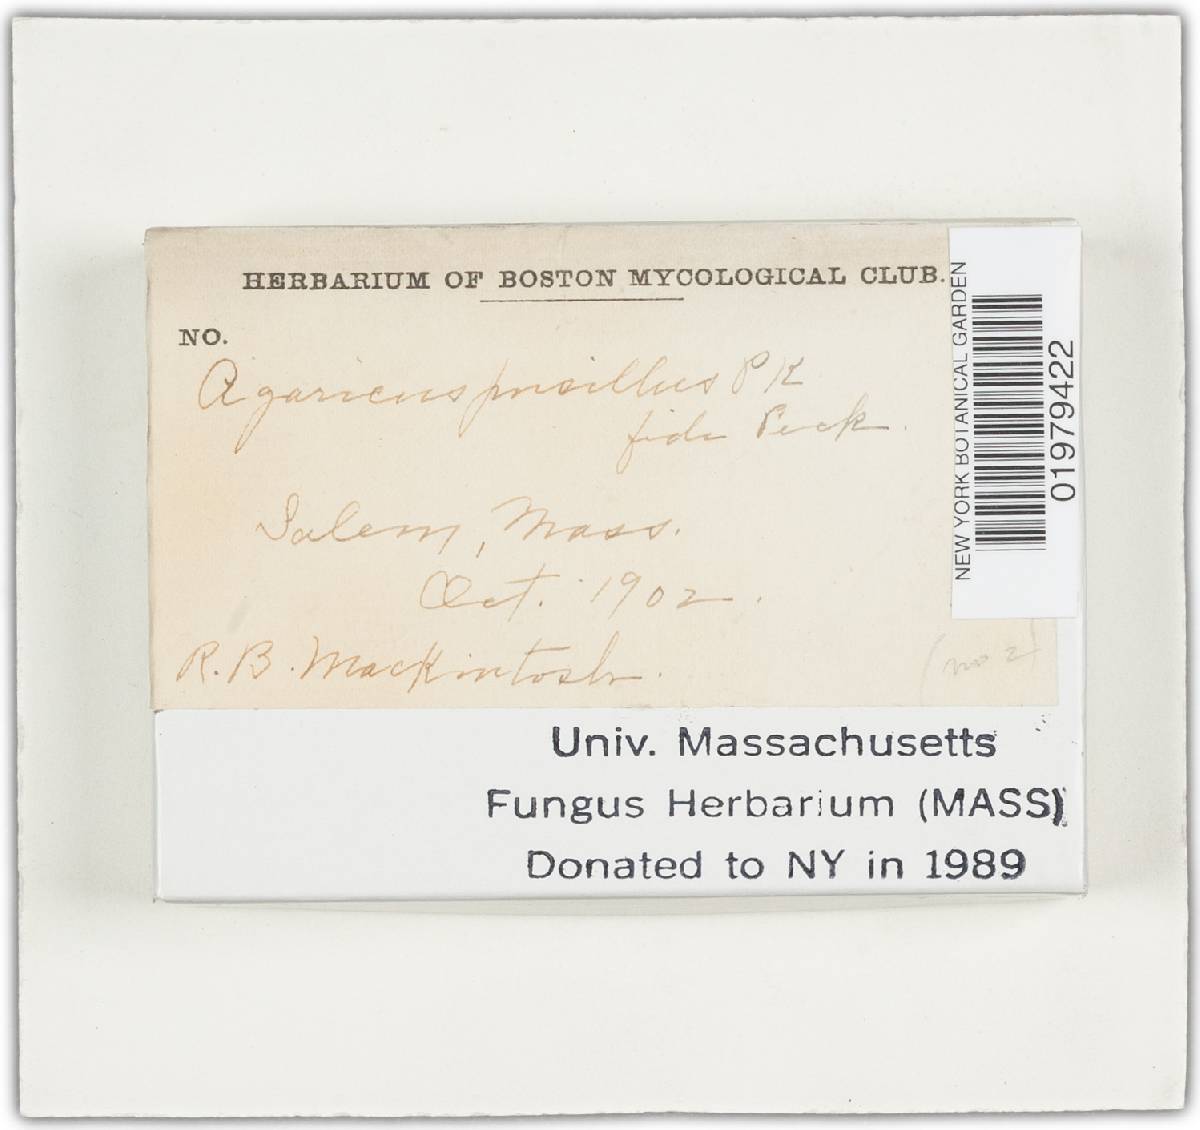 HERBARIUM OF BOSTON MYCOLOGICAL CLUB.
NO.
Agaricus pusillus PK
fide Peck.
Salem, Mass.
Oct. 1902.
R. B. Mackintosh.
(no 2)
NEW YORK BOTANICAL GARDEN
01979422
Univ. Massachusetts
Fungus Herbarium (MASS)
Donated to NY in 1989